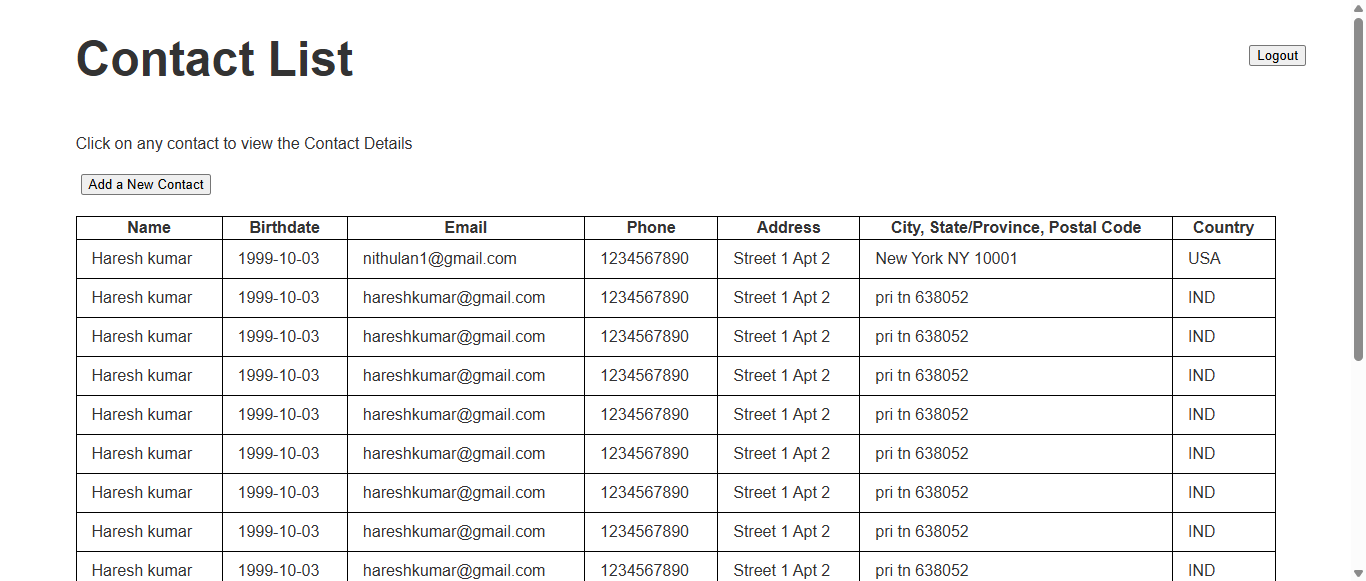 Contact List
Logout
Click on any contact to view the Contact Details
Add a New Contact
Name Birthdate Email Phone Address City, State/Province, Postal Code Country
Haresh kumar 1999-10-03 nithulan1@gmail.com 1234567890 Street 1 Apt 2 New York NY 10001 USA
Haresh kumar 1999-10-03 hareshkumar@gmail.com 1234567890 Street 1 Apt 2 pri tn 638052 IND
Haresh kumar 1999-10-03 hareshkumar@gmail.com 1234567890 Street 1 Apt 2 pri tn 638052 IND
Haresh kumar 1999-10-03 hareshkumar@gmail.com 1234567890 Street 1 Apt 2 pri tn 638052 IND
Haresh kumar 1999-10-03 hareshkumar@gmail.com 1234567890 Street 1 Apt 2 pri tn 638052 IND
Haresh kumar 1999-10-03 hareshkumar@gmail.com 1234567890 Street 1 Apt 2 pri tn 638052 IND
Haresh kumar 1999-10-03 hareshkumar@gmail.com 1234567890 Street 1 Apt 2 pri tn 638052 IND
Haresh kumar 1999-10-03 hareshkumar@gmail.com 1234567890 Street 1 Apt 2 pri tn 638052 IND
Haresh kumar 1999-10-03 hareshkumar@gmail.com 1234567890 Street 1 Apt 2 pri tn 638052 IND